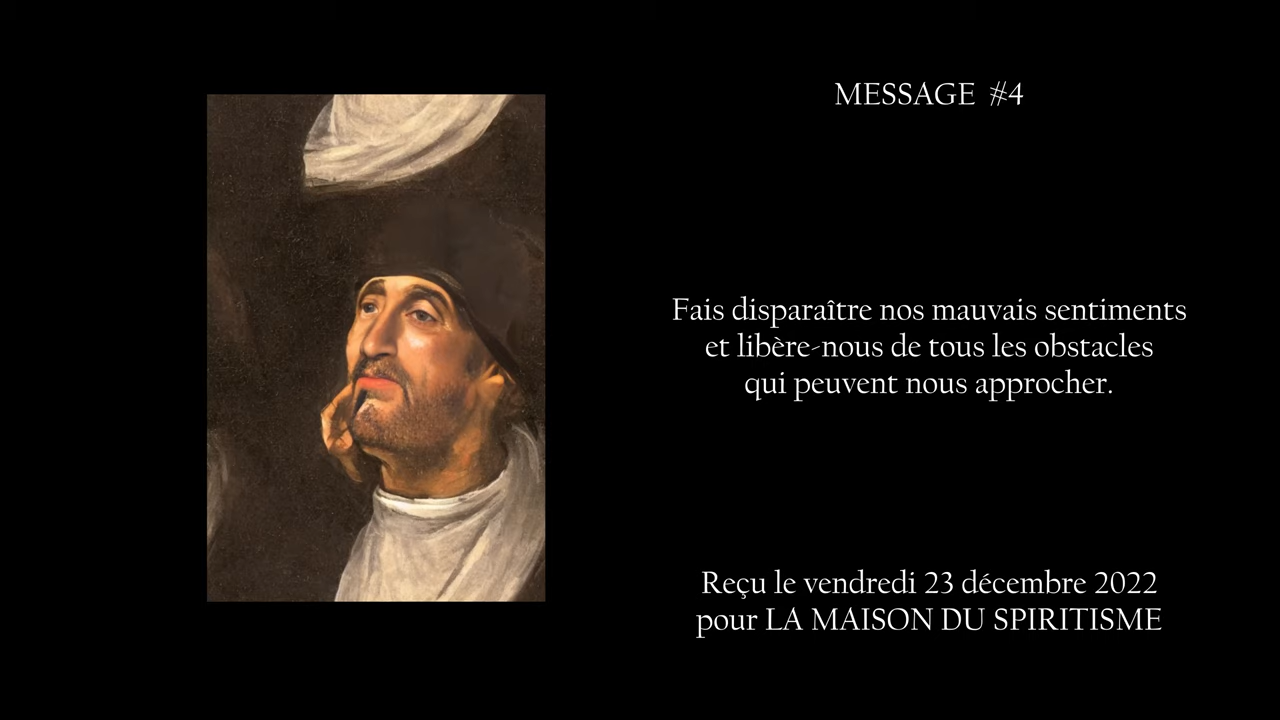 MESSAGE #4
Fais disparaître nos mauvais sentiments
et libère-nous de tous les obstacles
qui peuvent nous approcher.
Reçu le vendredi 23 décembre 2022
pour LA MAISON DU SPIRITISME